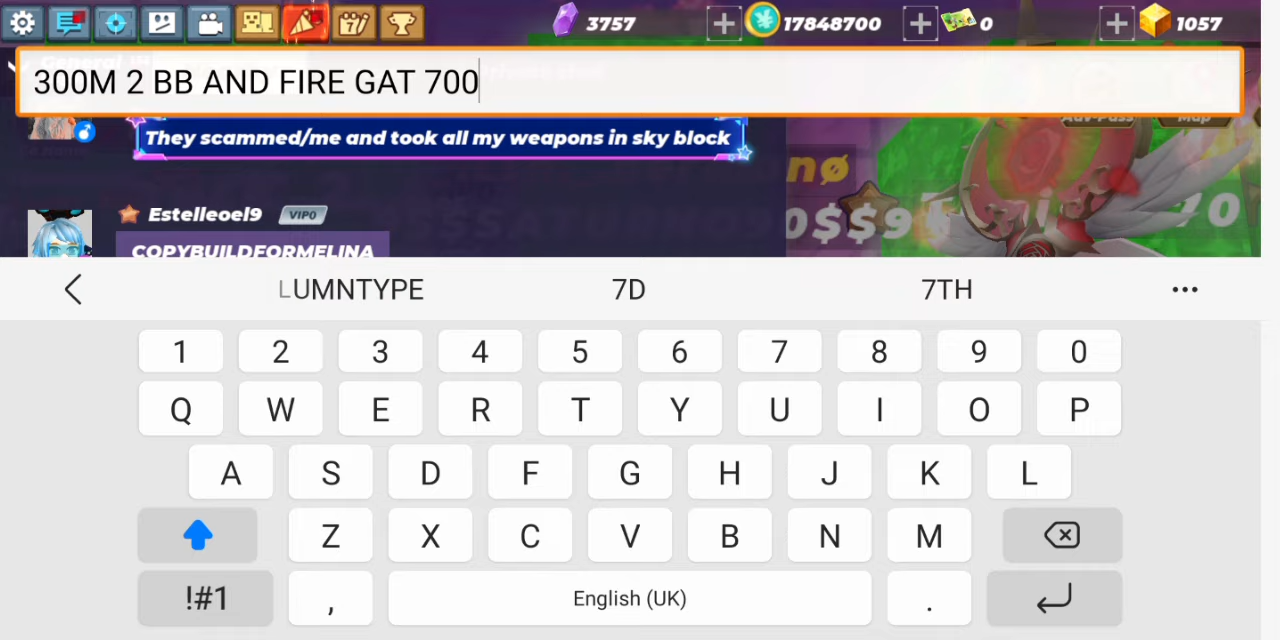 3757
17848700
0
1057
300M 2 BB AND FIRE GAT 700
They scammed/me and took all my weapons in sky block
Map
Estelleoel9 VIP0
COPYBUILDFORMELINA
LUMNTYPE 7D 7TH ...
1 2 3 4 5 6 7 8 9 0
Q W E R T Y U I O P
A S D F G H J K L
Z X C V B N M
!#1 , English (UK) .